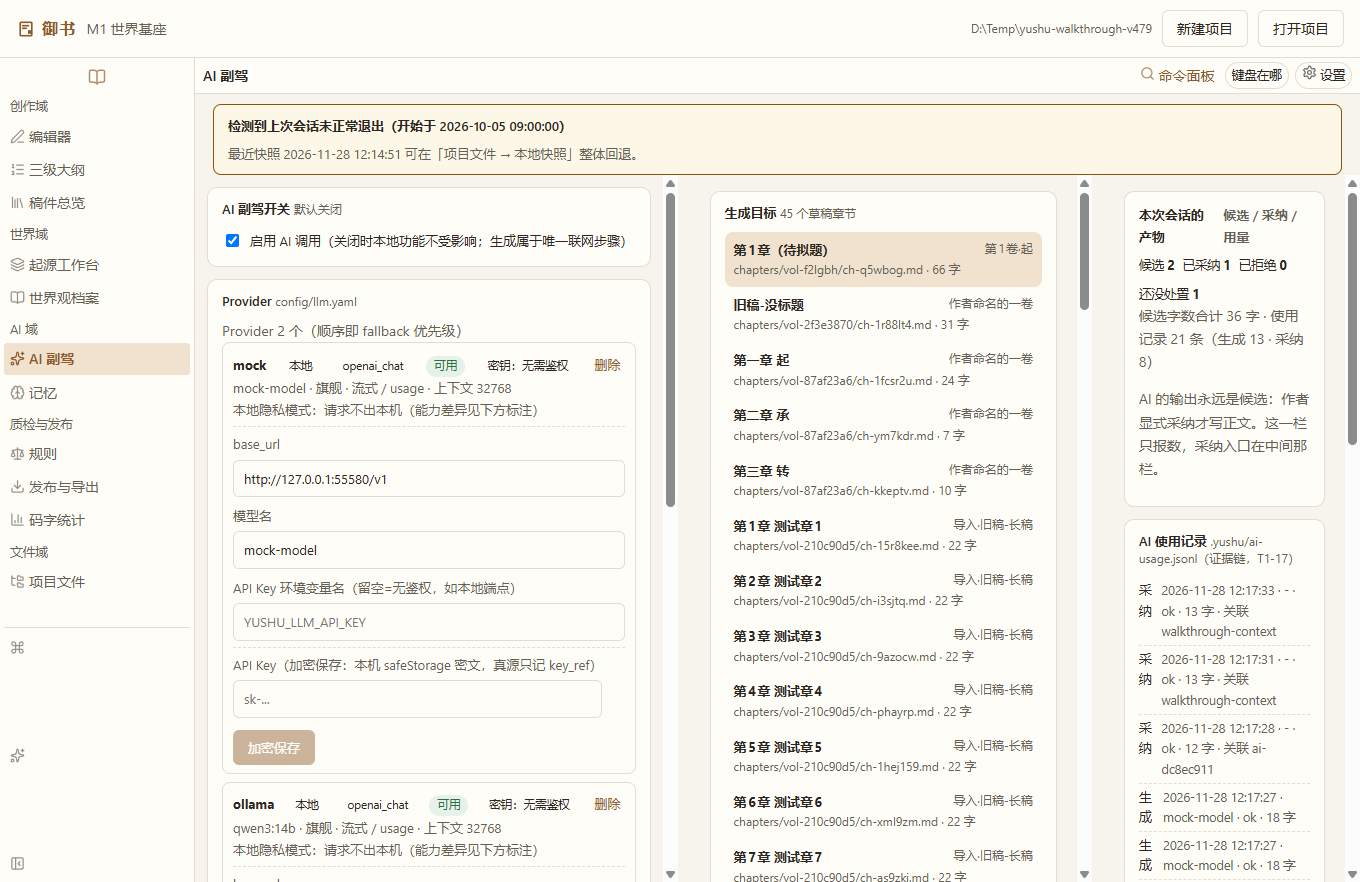 御书 M1 世界基座
D:\Temp\yushu-walkthrough-v479 新建项目 打开项目
创作域
编辑器
三级大纲
稿件总览
世界域
起源工作台
世界观档案
AI 域
AI 副驾
记忆
质检与发布
规则
发布与导出
码字统计
文件域
项目文件
AI 副驾
命令面板 键盘在哪 设置
检测到上次会话未正常退出（开始于 2026-10-05 09:00:00）
最近快照 2026-11-28 12:14:51 可在「项目文件 → 本地快照」整体回退。
AI 副驾开关 默认关闭
启用 AI 调用（关闭时本地功能不受影响；生成属于唯一联网步骤）
Provider config/llm.yaml
Provider 2 个（顺序即 fallback 优先级）
mock 本地 openai_chat 可用 密钥：无需鉴权 删除
mock-model · 旗舰 · 流式 / usage · 上下文 32768
本地隐私模式：请求不出本机（能力差异见下方标注）
base_url
http://127.0.0.1:55580/v1
模型名
mock-model
API Key 环境变量名（留空=无鉴权，如本地端点）
YUSHU_LLM_API_KEY
API Key（加密保存：本机 safeStorage 密文，真源只记 key_ref）
sk-...
加密保存
ollama 本地 openai_chat 可用 密钥：无需鉴权 删除
qwen3:14b · 旗舰 · 流式 / usage · 上下文 32768
本地隐私模式：请求不出本机（能力差异见下方标注）
生成目标 45 个草稿章节
第 1 章（待拟题） 第 1 卷·起
chapters/vol-f2lgbh/ch-q5wbog.md · 66 字
旧稿-没标题 作者命名的一卷
chapters/vol-2f3e3870/ch-1r88lt4.md · 31 字
第一章 起 作者命名的一卷
chapters/vol-87af23a6/ch-1fcsr2u.md · 24 字
第二章 承 作者命名的一卷
chapters/vol-87af23a6/ch-ym7kdr.md · 7 字
第三章 转 作者命名的一卷
chapters/vol-87af23a6/ch-kkeptv.md · 10 字
第 1 章 测试章 1 导入·旧稿-长稿
chapters/vol-210c90d5/ch-15r8kee.md · 22 字
第 2 章 测试章 2 导入·旧稿-长稿
chapters/vol-210c90d5/ch-i3sjtq.md · 22 字
第 3 章 测试章 3 导入·旧稿-长稿
chapters/vol-210c90d5/ch-9azocw.md · 22 字
第 4 章 测试章 4 导入·旧稿-长稿
chapters/vol-210c90d5/ch-phayrp.md · 22 字
第 5 章 测试章 5 导入·旧稿-长稿
chapters/vol-210c90d5/ch-1hej159.md · 22 字
第 6 章 测试章 6 导入·旧稿-长稿
chapters/vol-210c90d5/ch-xml9zm.md · 22 字
第 7 章 测试章 7 导入·旧稿-长稿
chapters/vol-210c90d5/ch-as9zki.md · 22 字
本次会话的产物 候选 / 采纳 / 用量
候选 2 已采纳 1 已拒绝 0
还没处置 1
候选字数合计 36 字 · 使用
记录 21 条（生成 13 · 采纳
8）
AI 的输出永远是候选：作者
显式采纳才写正文。这一栏
只报数，采纳入口在中间那
栏。
AI 使用记录 .yushu/ai-
usage.jsonl（证据链，T1-17）
采纳 2026-11-28 12:17:33 · - ·
ok · 13 字 · 关联
walkthrough-context
采纳 2026-11-28 12:17:31 · - ·
ok · 13 字 · 关联
walkthrough-context
采纳 2026-11-28 12:17:28 · - ·
ok · 12 字 · 关联 ai-
dc8ec911
生成 2026-11-28 12:17:27 ·
mock-model · ok · 18 字
生成 2026-11-28 12:17:27 ·
mock-model · ok · 18 字